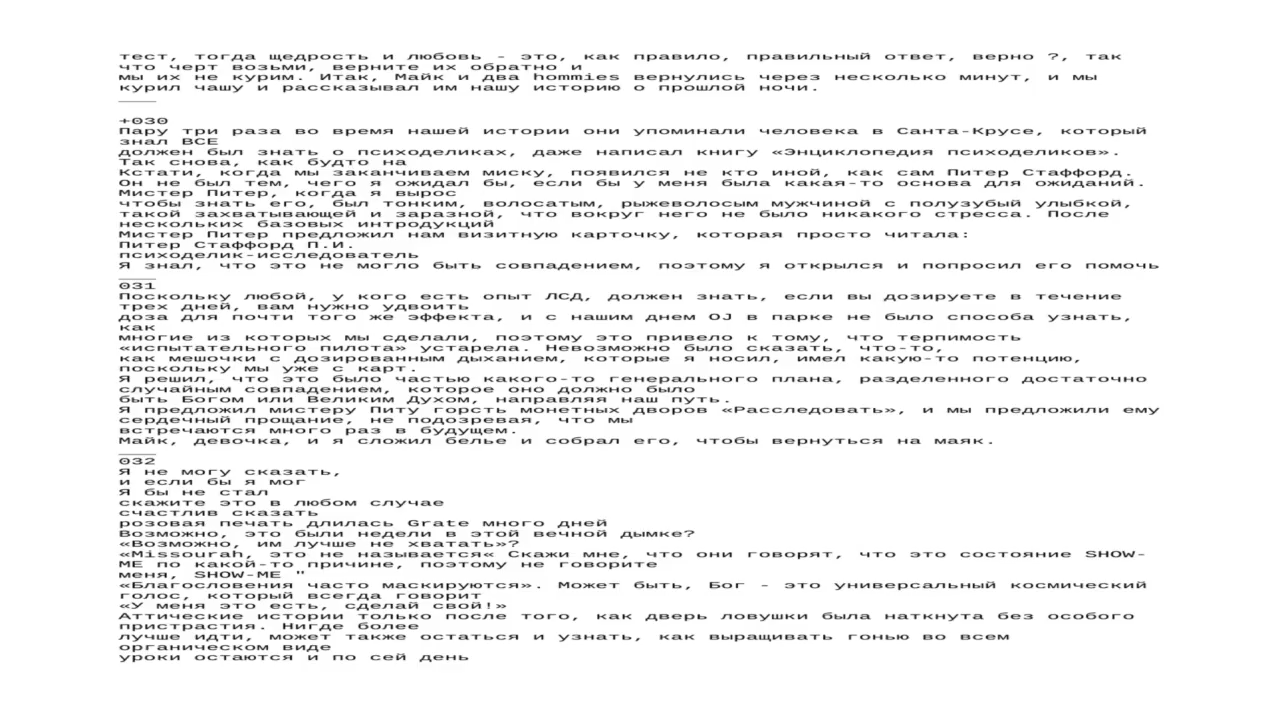 тест, тогда щедрость и любовь - это, как правило, правильный ответ, верно ?, так
что черт возьми, верните их обратно и
мы их не курим. Итак, Майк и два hommies вернулись через несколько минут, и мы
курил чашу и рассказывал им нашу историю о прошлой ночи.
___
+030
Пару три раза во время нашей истории они упоминали человека в Санта-Крусе, который
знал ВСЕ
должен был знать о психоделиках, даже написал книгу «Энциклопедия психоделиков».
Так снова, как будто на
Кстати, когда мы заканчиваем миску, появился не кто иной, как сам Питер Стаффорд.
Он не был тем, чего я ожидал бы, если бы у меня была какая-то основа для ожиданий.
Мистер Питер, когда я вырос
чтобы знать его, был тонким, волосатым, рыжеволосым мужчиной с полузубый улыбкой,
такой захватывающей и заразной, что вокруг него не было никакого стресса. После
нескольких базовых интродукций
Мистер Питер предложил нам визитную карточку, которая просто читала:
Питер Стаффорд П.И.
психоделик-исследователь
Я знал, что это не могло быть совпадением, поэтому я открылся и попросил его помочь
___
031
Поскольку любой, у кого есть опыт ЛСД, должен знать, если вы дозируете в течение
трех дней, вам нужно удвоить
доза для почти того же эффекта, и с нашим днем OJ в парке не было способа узнать,
как
многие из которых мы сделали, поэтому это привело к тому, что терпимость
«испытательного пилота» устарела. Невозможно было сказать, что-то,
как мешочки с дозированным дыханием, которые я носил, имел какую-то потенцию,
поскольку мы уже с карт.
Я решил, что это было частью какого-то генерального плана, разделенного достаточно
случайным совпадением, которое оно должно было
быть Богом или Великим Духом, направляя наш путь.
Я предложил мистеру Питу горсть монетных дворов «Расследовать», и мы предложили ему
сердечный прощание, не подозревая, что мы
встречаются много раз в будущем.
Майк, девочка, и я сложил белье и собрал его, чтобы вернуться на маяк.
___
032
Я не могу сказать,
и если бы я мог
Я бы не стал
скажите это в любом случае
счастлив сказать
розовая печать длилась Grate много дней
Возможно, это были недели в этой вечной дымке?
«Возможно, им лучше не хватать»?
«Missourah, это не называется« Скажи мне, что они говорят, что это состояние SHOW-
ME по какой-то причине, поэтому не говорите
меня, SHOW-ME "
«Благословения часто маскируются». Может быть, Бог - это универсальный космический
голос, который всегда говорит
«У меня это есть, сделай свой!»
Аттические истории только после того, как дверь ловушки была наткнута без особого
пристрастия. Нигде более
лучше идти, может также остаться и узнать, как выращивать гонью во всем
органическом виде
уроки остаются и по сей день